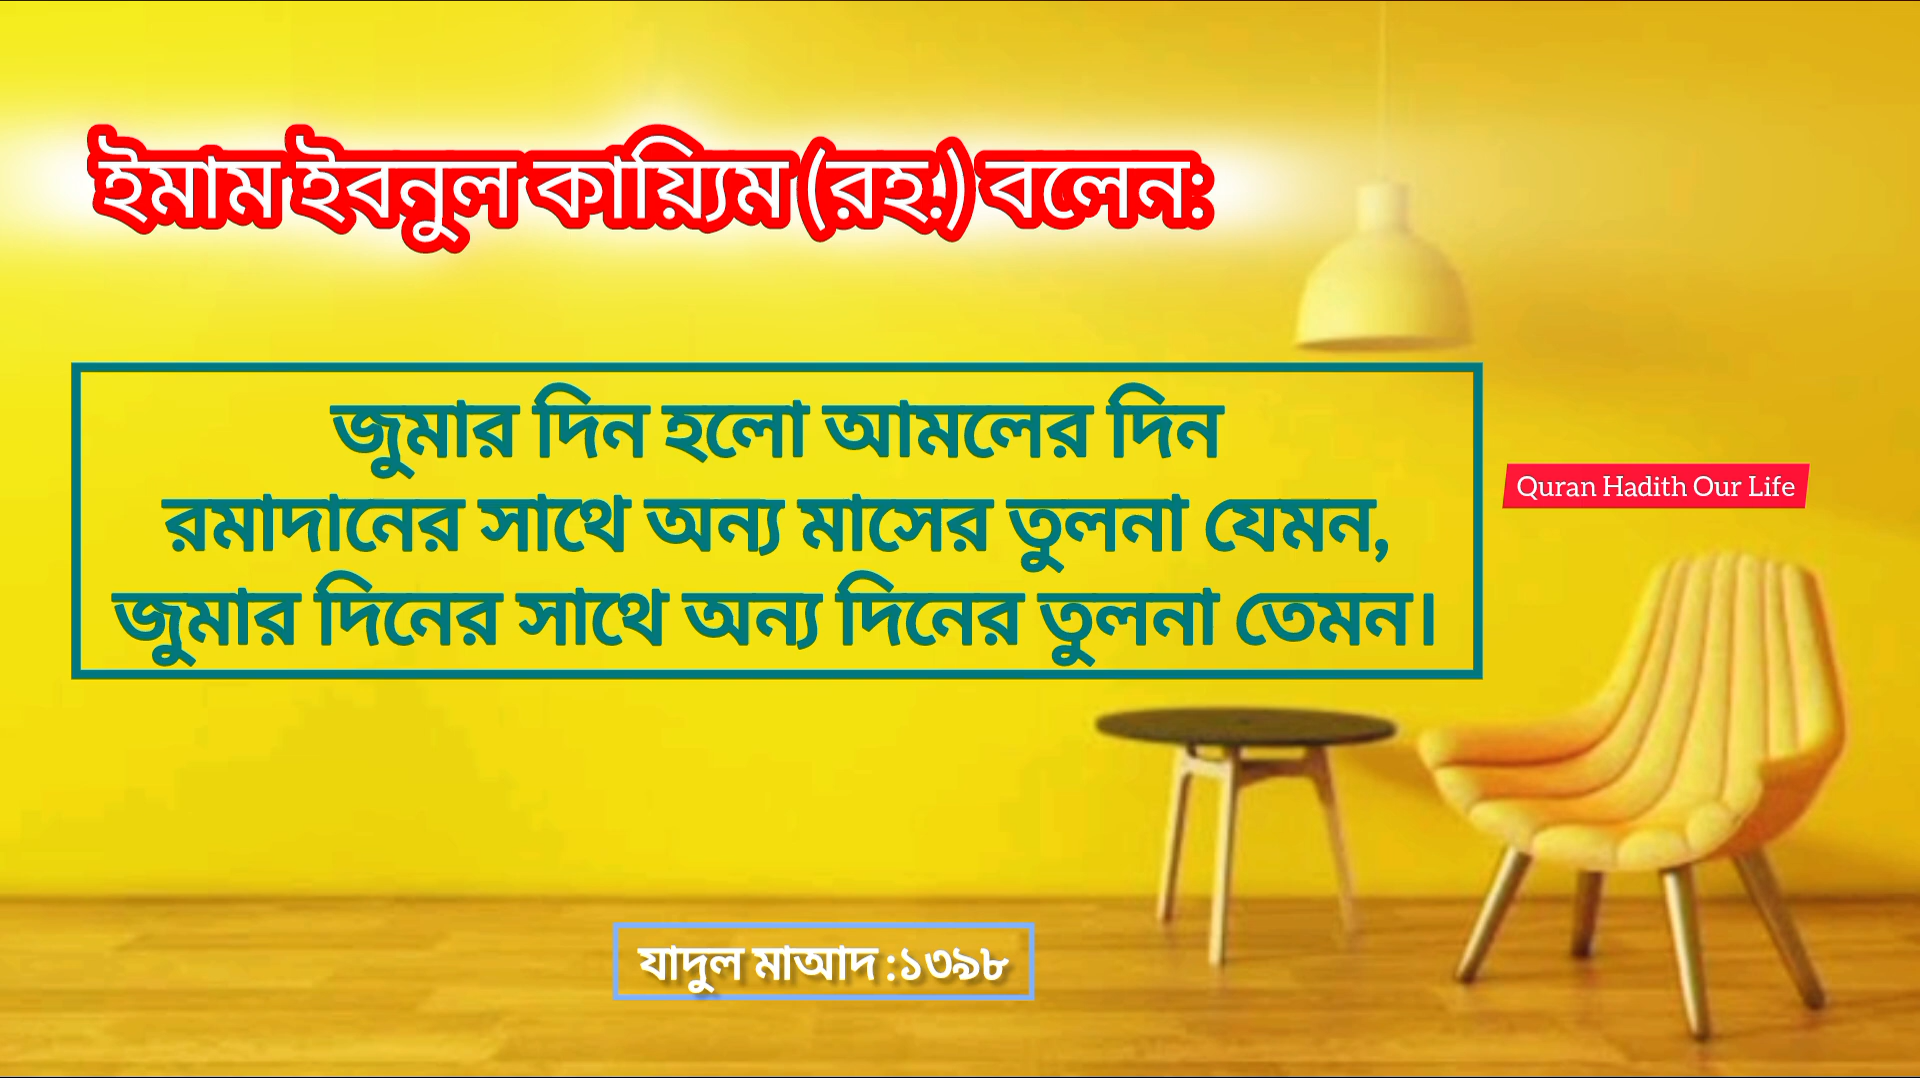 ইমাম ইবনুল কায়্যিম (রহ.) বলেন:
জুমার দিন হলো আমলের দিন
রমাদানের সাথে অন্য মাসের তুলনা যেমন,
জুমার দিনের সাথে অন্য দিনের তুলনা তেমন।
Quran Hadith Our Life
যাদুল মাআদ :১৩৯৮